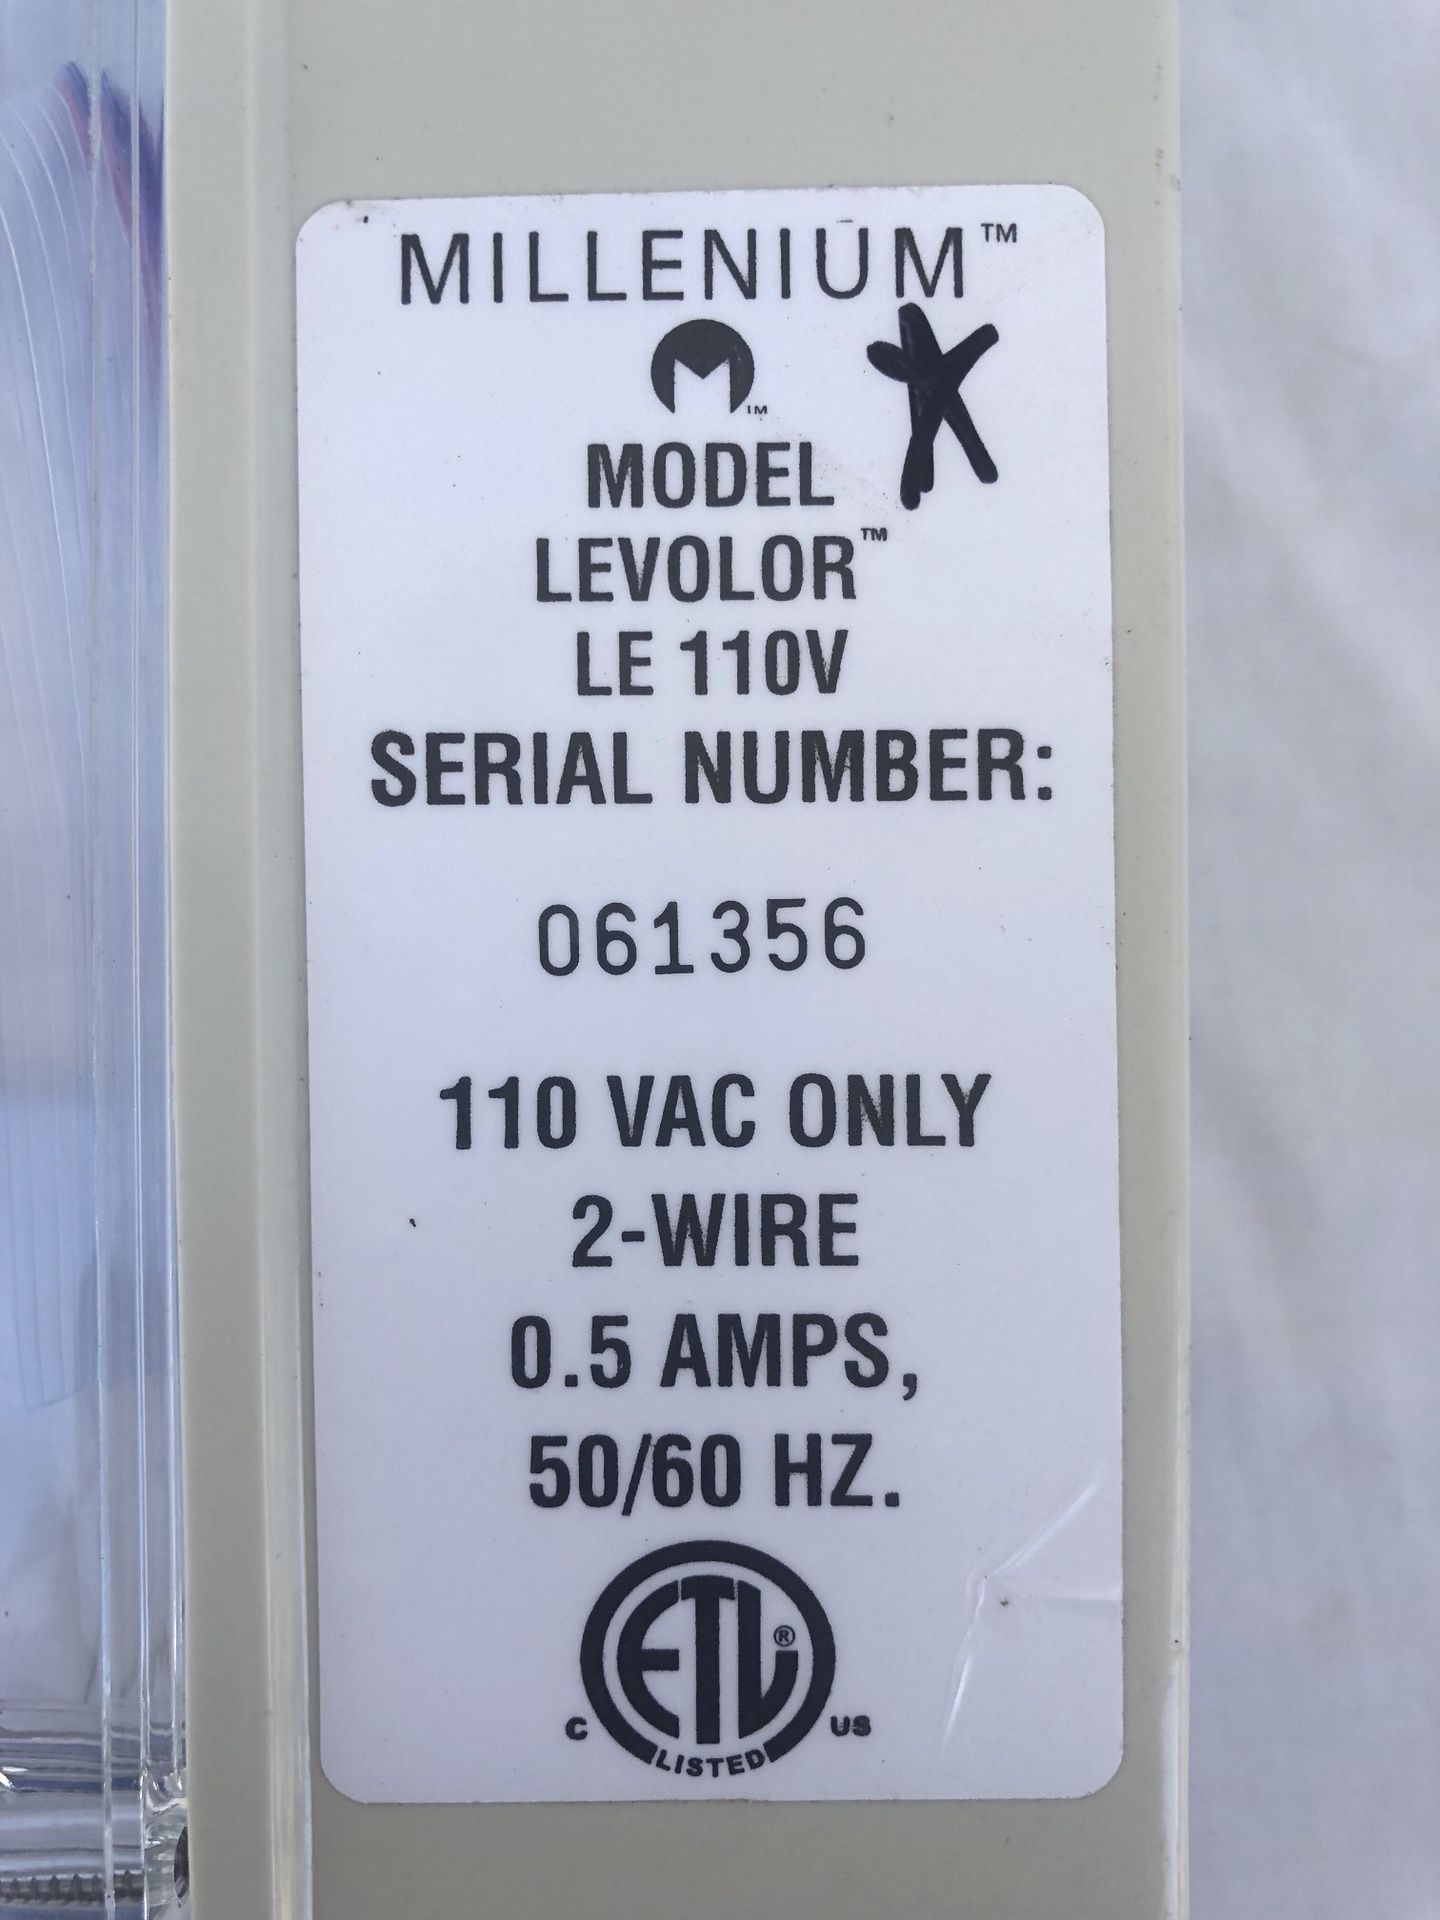 MILLENIUM™
M™
MODEL
LEVOLOR™
LE 110V
SERIAL NUMBER:
061356
110 VAC ONLY
2-WIRE
0.5 AMPS,
50/60 HZ.
ETL®
C US
LISTED